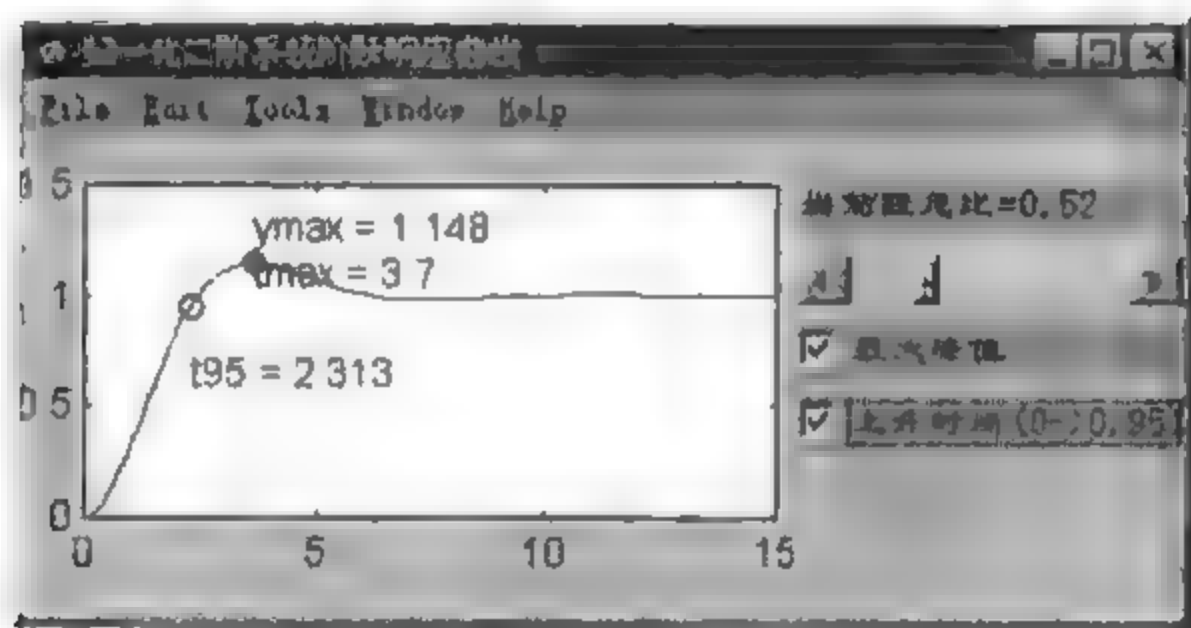 File Edit Tools Window Help
ymax = 1 148
tmax = 3 7
t95 = 2 313
0 5
1
0
0 5 10 15
阻尼比=0.52
最大峰值
上升时间(0->0.95)